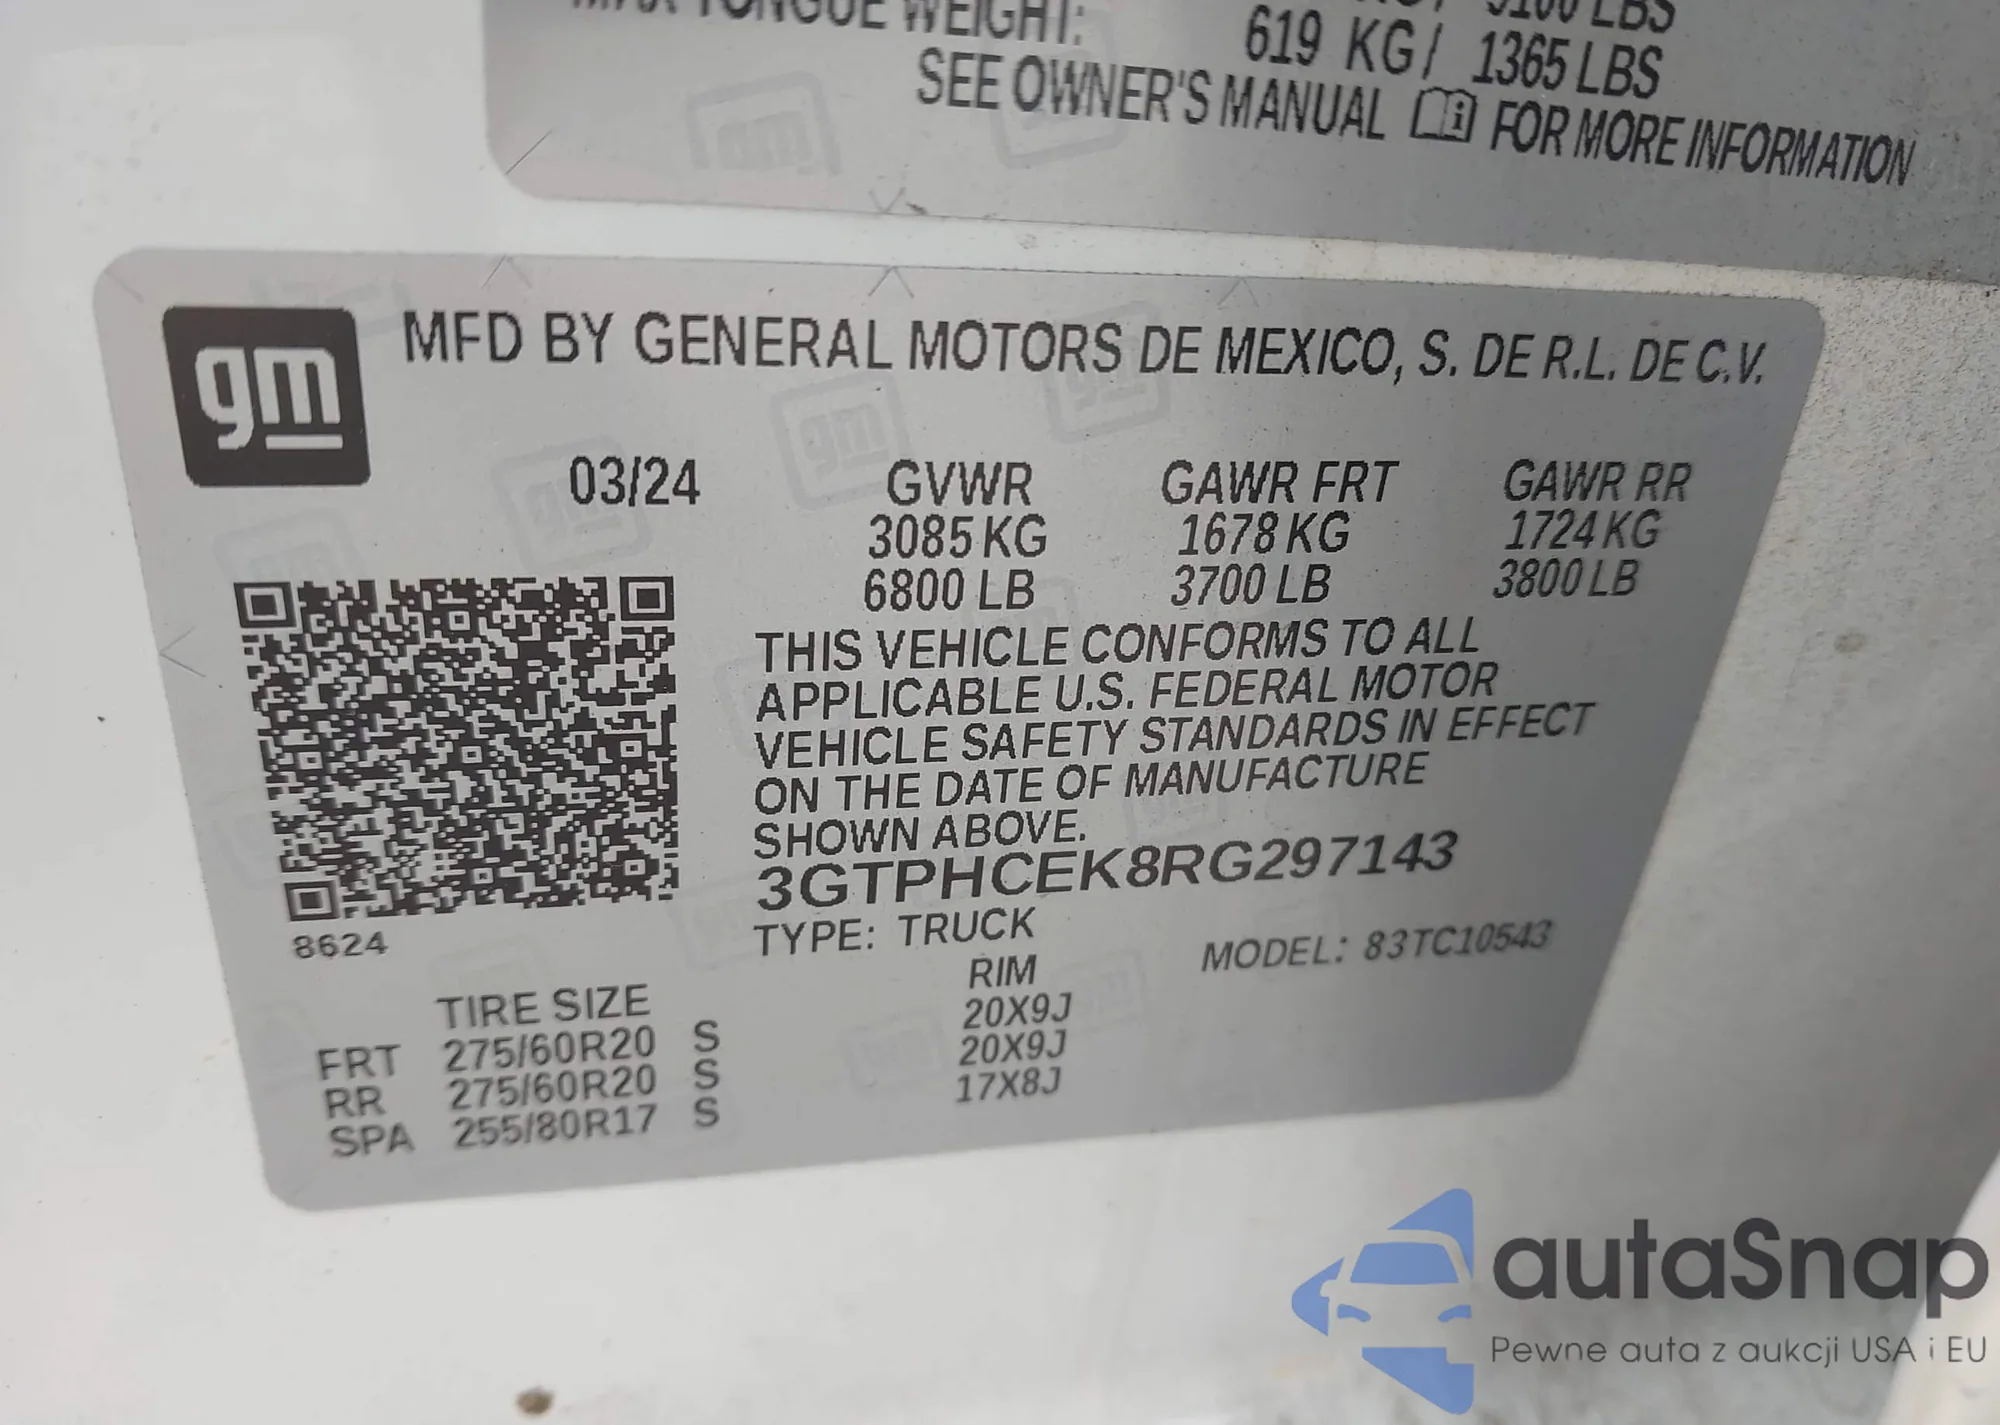 MAX TONGUE WEIGHT:
LBS
619 KG/ 1365 LBS
SEE OWNER'S MANUAL FOR MORE INFORMATION
gm
MFD BY GENERAL MOTORS DE MEXICO, S. DE R.L. DE C.V.
03/24 GVWR GAWR FRT GAWR RR
3085 KG 1678 KG 1724 KG
6800 LB 3700 LB 3800 LB
THIS VEHICLE CONFORMS TO ALL
APPLICABLE U.S. FEDERAL MOTOR
VEHICLE SAFETY STANDARDS IN EFFECT
ON THE DATE OF MANUFACTURE
SHOWN ABOVE.
3GTPHCEK8RG297143
8624
TYPE: TRUCK MODEL: 83TC10543
TIRE SIZE RIM
FRT 275/60R20 S 20X9J
RR 275/60R20 S 20X9J
SPA 255/80R17 S 17X8J
autaSnap
Pewne auta z aukcji USA i EU